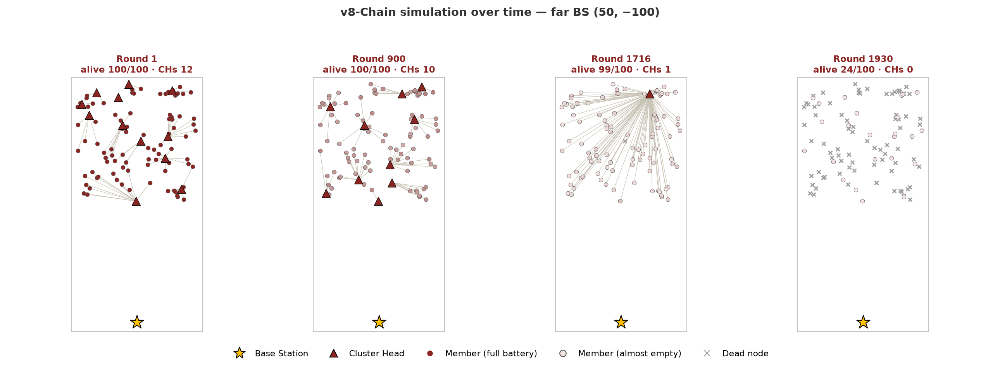 v8-Chain simulation over time — far BS (50, −100)
Round 1
alive 100/100 · CHs 12
Round 900
alive 100/100 · CHs 10
Round 1716
alive 99/100 · CHs 1
Round 1930
alive 24/100 · CHs 0
Base Station
Cluster Head
Member (full battery)
Member (almost empty)
Dead node